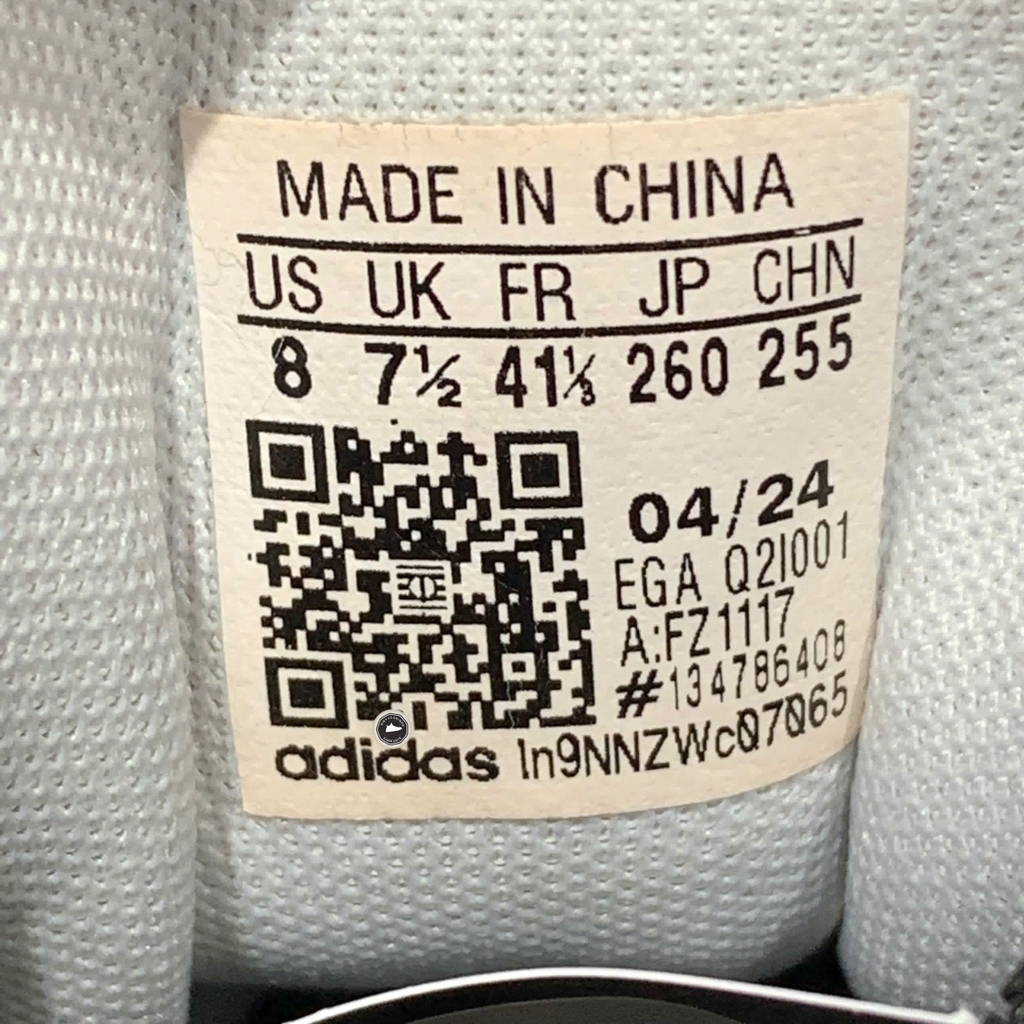 MADE IN CHINA
US UK FR JP CHN
8 7½ 41⅓ 260 255
04/24
EGA Q2I001
A:FZ1117
#134786408
adidas ln9NNZWc07065